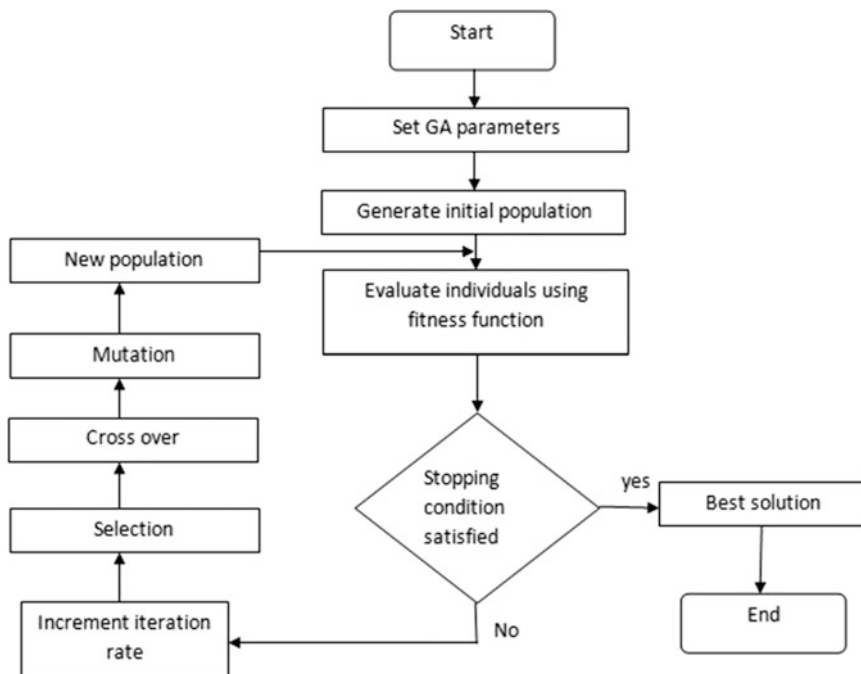 Start
Set GA parameters
Generate initial population
New population
Evaluate individuals using
fitness function
Mutation
Cross over
Stopping
condition
satisfied
yes
Best solution
Selection
Increment iteration
rate
No
End